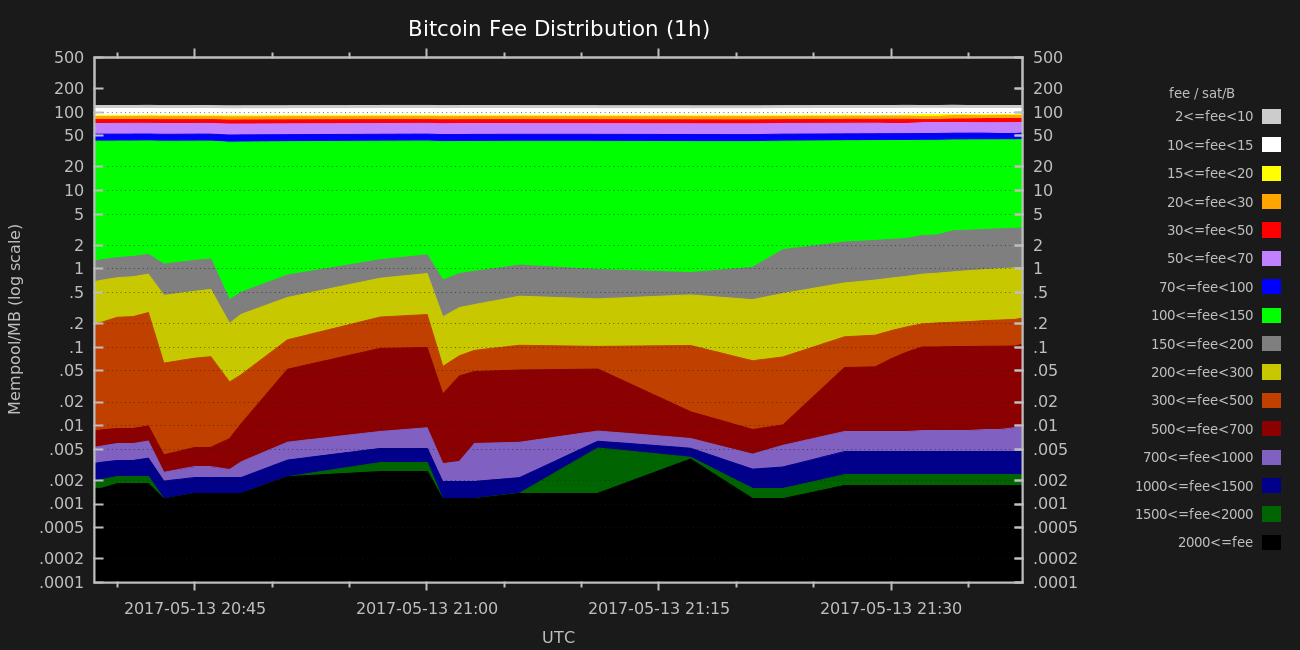 Bitcoin Fee Distribution (1h)
500
200
100
50
20
10
5
2
1
.5
.2
.1
.05
.02
.01
.005
.002
.001
.0005
.0002
.0001
Mempool/MB (log scale)
500
200
100
50
20
10
5
2
1
.5
.2
.1
.05
.02
.01
.005
.002
.001
.0005
.0002
.0001
2017-05-13 20:45
2017-05-13 21:00
2017-05-13 21:15
2017-05-13 21:30
UTC
fee / sat/B
2<=fee<10
10<=fee<15
15<=fee<20
20<=fee<30
30<=fee<50
50<=fee<70
70<=fee<100
100<=fee<150
150<=fee<200
200<=fee<300
300<=fee<500
500<=fee<700
700<=fee<1000
1000<=fee<1500
1500<=fee<2000
2000<=fee